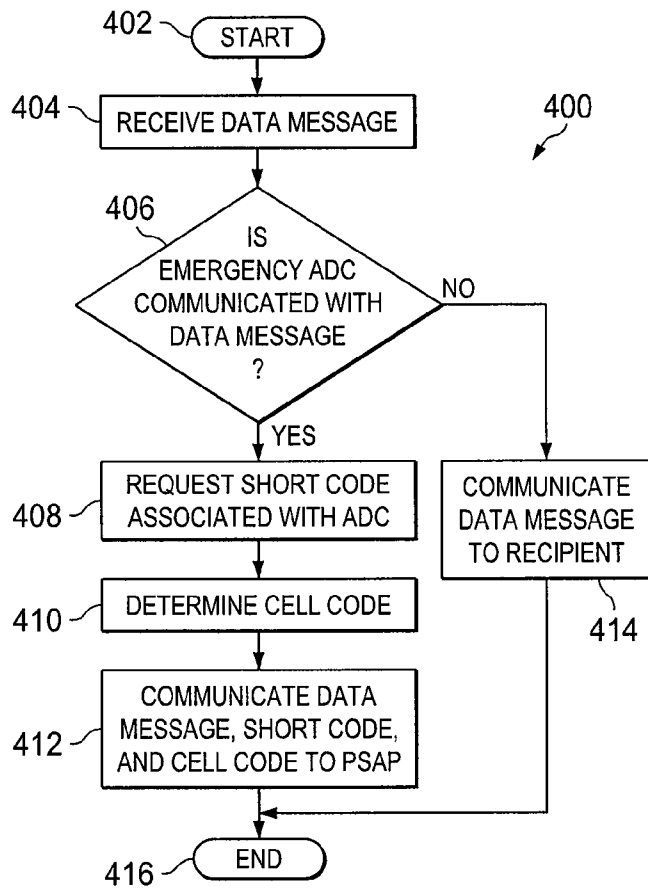 402
START
404
RECEIVE DATA MESSAGE
400
406
IS
EMERGENCY ADC
COMMUNICATED WITH
DATA MESSAGE
?
NO
YES
408
REQUEST SHORT CODE
ASSOCIATED WITH ADC
COMMUNICATE
DATA MESSAGE
TO RECIPIENT
414
410
DETERMINE CELL CODE
412
COMMUNICATE DATA
MESSAGE, SHORT CODE,
AND CELL CODE TO PSAP
416
END